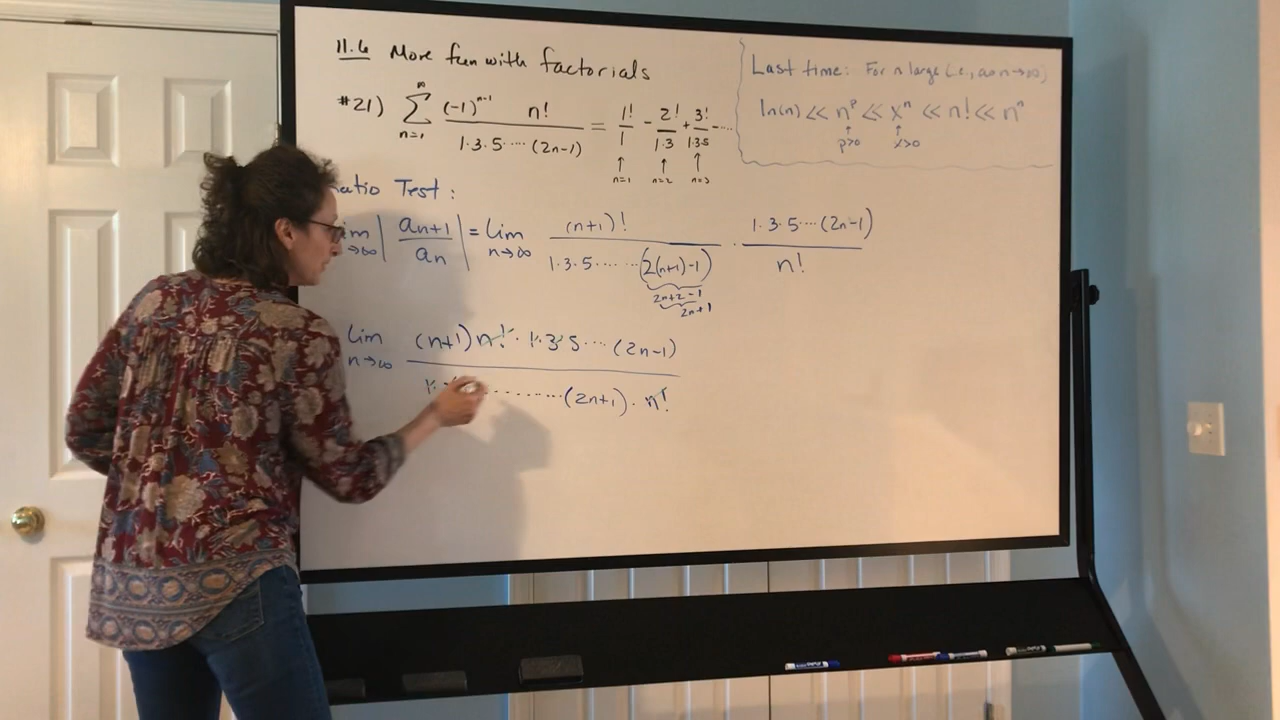 11.6 More fun with factorials
#21) ∞ Σ n=1 (-1)^(n-1) n! / 1·3·5····(2n-1) = 1!/1 - 2!/1·3 + 3!/1·3·5 - ····
↑ n=1 ↑ n=2 ↑ n=3
Last time: For n large (i.e., as n→∞)
ln(n) << n^p << x^n << n! << n^n
↑ p>0 ↑ x>0
atio Test:
im →∞ | a_(n+1) / a_n | = lim n→∞ (n+1)! / 1·3·5······(2(n+1)-1) · 1·3·5····(2n-1) / n!
2n+2-1
2n+1
lim n→∞ (n+1)n! · 1·3·5···(2n-1) / 1· ·········(2n+1)·n!